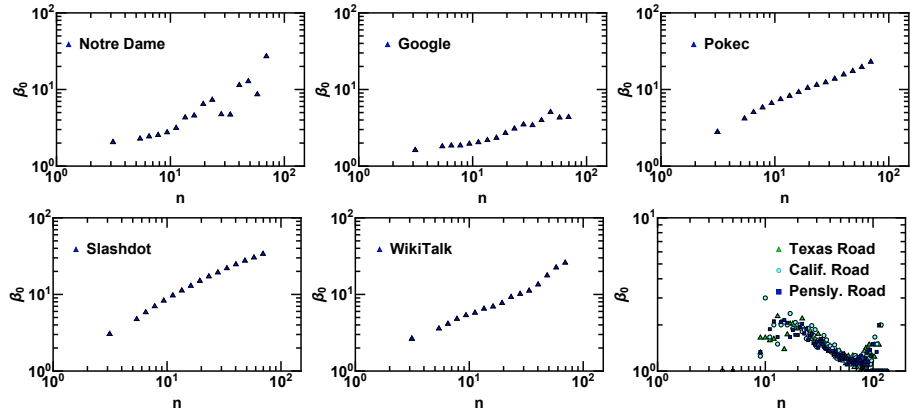 10²
β₀
10¹
10⁰
10⁰
10¹
10²
n
Notre Dame
10²
β₀
10¹
10⁰
10⁰
10¹
10²
n
Google
10²
β₀
10¹
10⁰
10⁰
10¹
10²
n
Pokec
10²
β₀
10¹
10⁰
10⁰
10¹
10²
n
Slashdot
10²
β₀
10¹
10⁰
10⁰
10¹
10²
n
WikiTalk
10¹
β₀
10⁰
10⁰
10¹
10²
n
Texas Road
Calif. Road
Pensly. Road